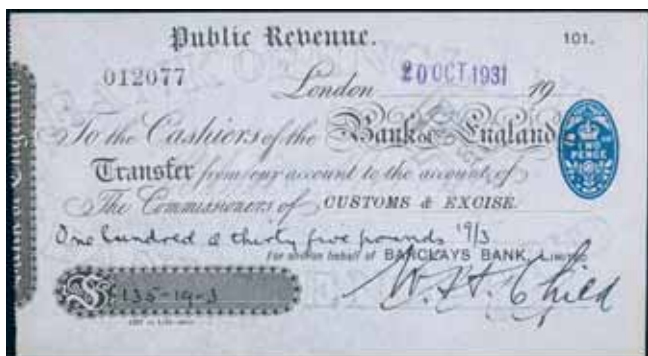 Public Revenue.
101.
012077
London 20 OCT 1931 19
To the Cashiers of the Bank of England
TWO PENCE
Transfer from our account to the account of
The Commissioners of CUSTOMS & EXCISE.
One hundred & thirty five pounds 19/3
For and on behalf of BARCLAYS BANK, LIMITED
£135-19-3
W. H. Child